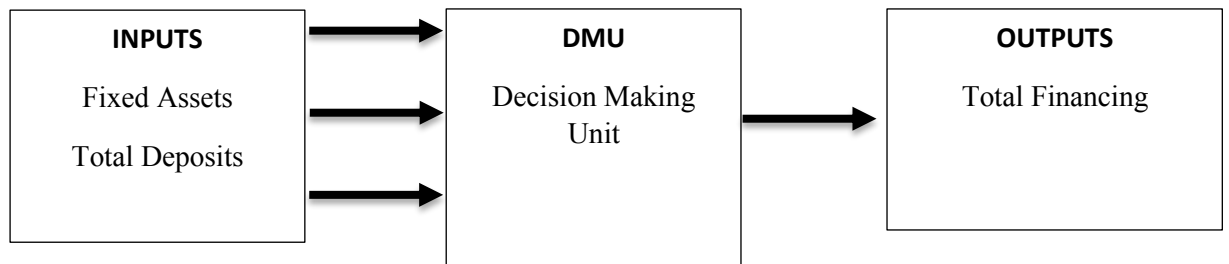 INPUTS
Fixed Assets
Total Deposits
DMU
Decision Making
Unit
OUTPUTS
Total Financing